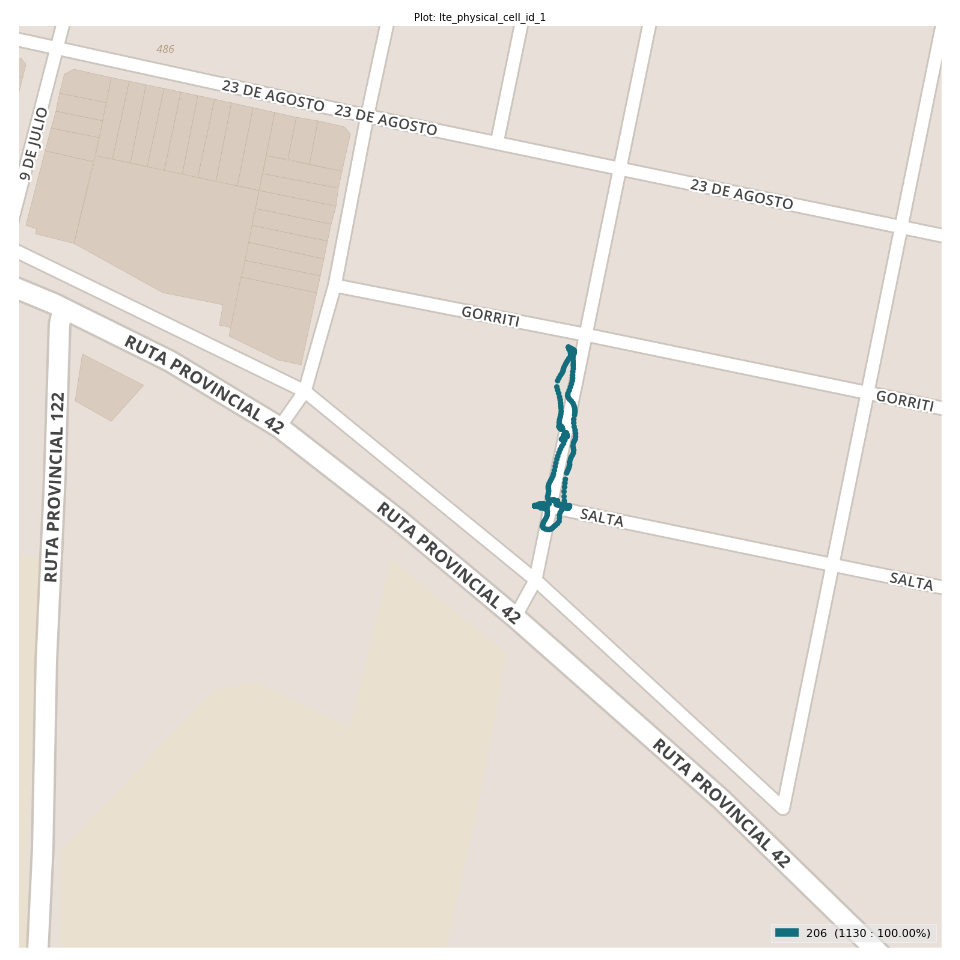 Plot: lte_physical_cell_id_1
486
23 DE AGOSTO
23 DE AGOSTO
9 DE JULIO
23 DE AGOSTO
GORRITI
RUTA PROVINCIAL 42
GORRITI
RUTA PROVINCIAL 122
RUTA PROVINCIAL 42
SALTA
SALTA
RUTA PROVINCIAL 42
206 (1130 : 100.00%)